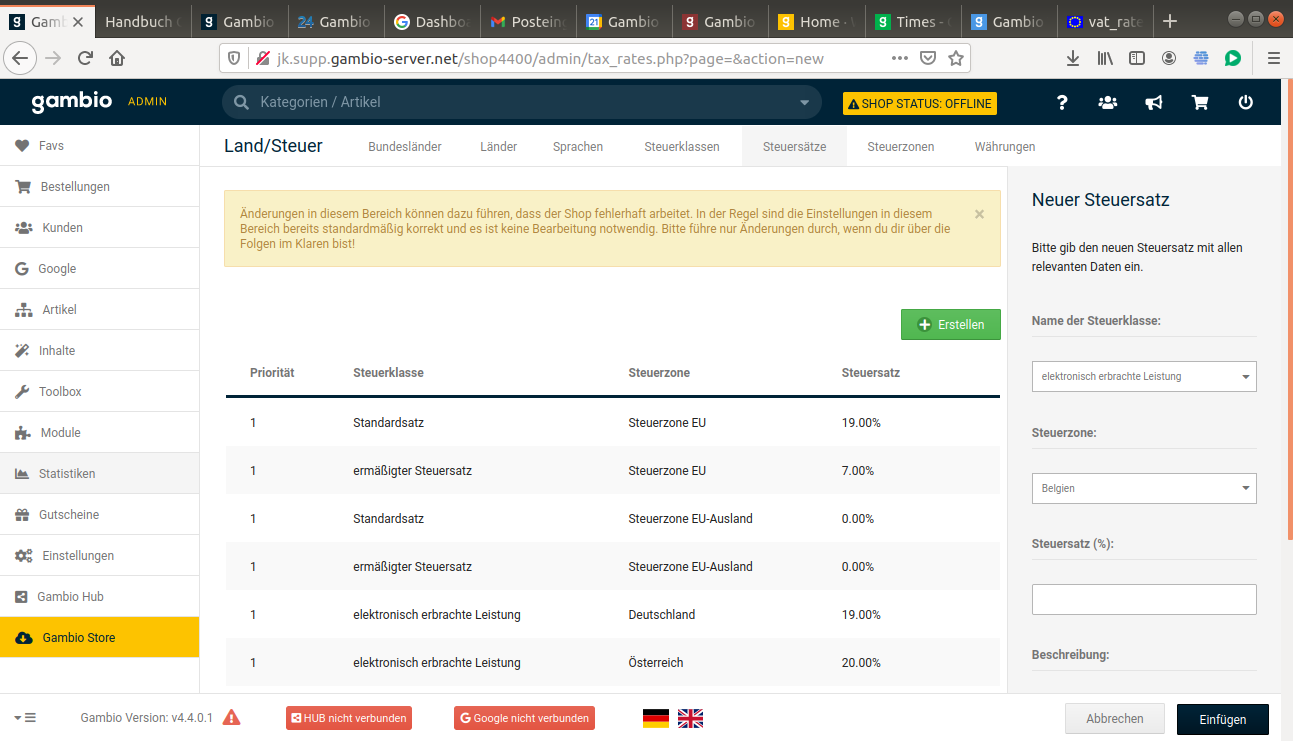 Gamb
Handbuch
Gambio
Gambio
Dashbo
Postein
Gambio
Gambio
Home
Times -
Gambio
vat_rate
jk.supp.gambio-server.net/shop4400/admin/tax_rates.php?page=&action=new
gambio ADMIN
Kategorien / Artikel
SHOP STATUS: OFFLINE
Favs
Bestellungen
Kunden
Google
Artikel
Inhalte
Toolbox
Module
Statistiken
Gutscheine
Einstellungen
Gambio Hub
Gambio Store
Land/Steuer Bundesländer Länder Sprachen Steuerklassen Steuersätze Steuerzonen Währungen
Änderungen in diesem Bereich können dazu führen, dass der Shop fehlerhaft arbeitet. In der Regel sind die Einstellungen in diesem
Bereich bereits standardmäßig korrekt und es ist keine Bearbeitung notwendig. Bitte führe nur Änderungen durch, wenn du dir über die
Folgen im Klaren bist!
Erstellen
Priorität Steuerklasse Steuerzone Steuersatz
1 Standardsatz Steuerzone EU 19.00%
1 ermäßigter Steuersatz Steuerzone EU 7.00%
1 Standardsatz Steuerzone EU-Ausland 0.00%
1 ermäßigter Steuersatz Steuerzone EU-Ausland 0.00%
1 elektronisch erbrachte Leistung Deutschland 19.00%
1 elektronisch erbrachte Leistung Österreich 20.00%
Neuer Steuersatz
Bitte gib den neuen Steuersatz mit allen
relevanten Daten ein.
Name der Steuerklasse:
elektronisch erbrachte Leistung
Steuerzone:
Belgien
Steuersatz (%):
Beschreibung:
Gambio Version: v4.4.0.1
HUB nicht verbunden
Google nicht verbunden
Abbrechen
Einfügen